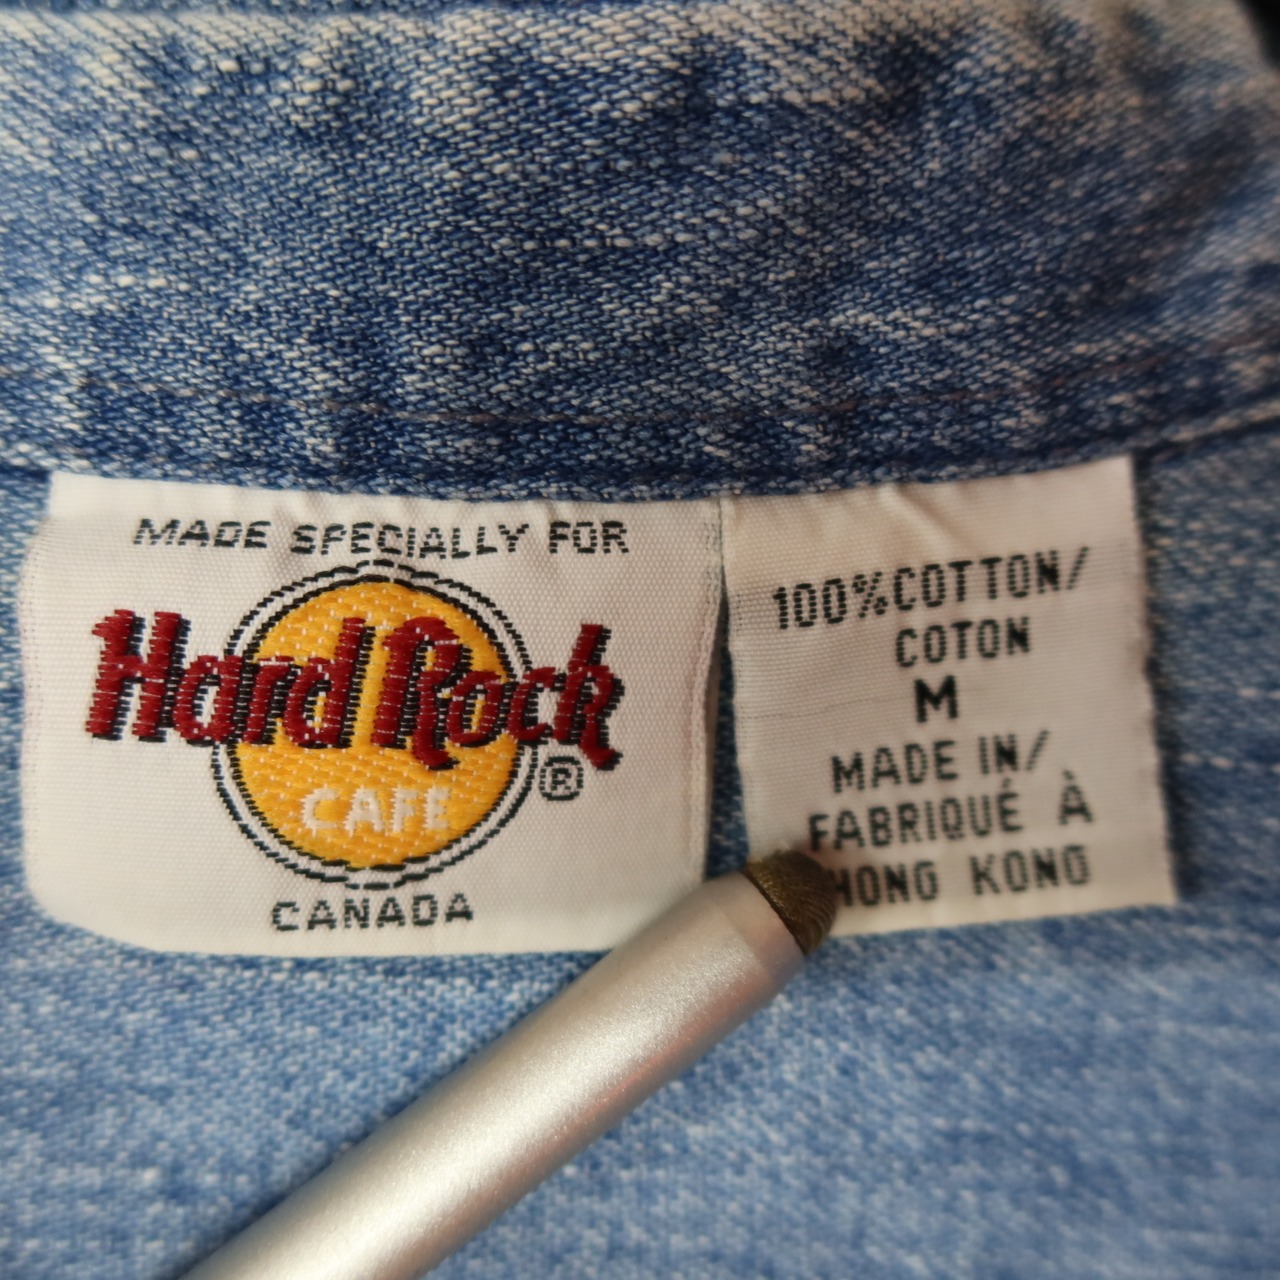 MADE SPECIALLY FOR
Hard Rock
CAFE
®
CANADA
100% COTTON/
COTON
M
MADE IN/
FABRIQUÉ À
HONG KONG